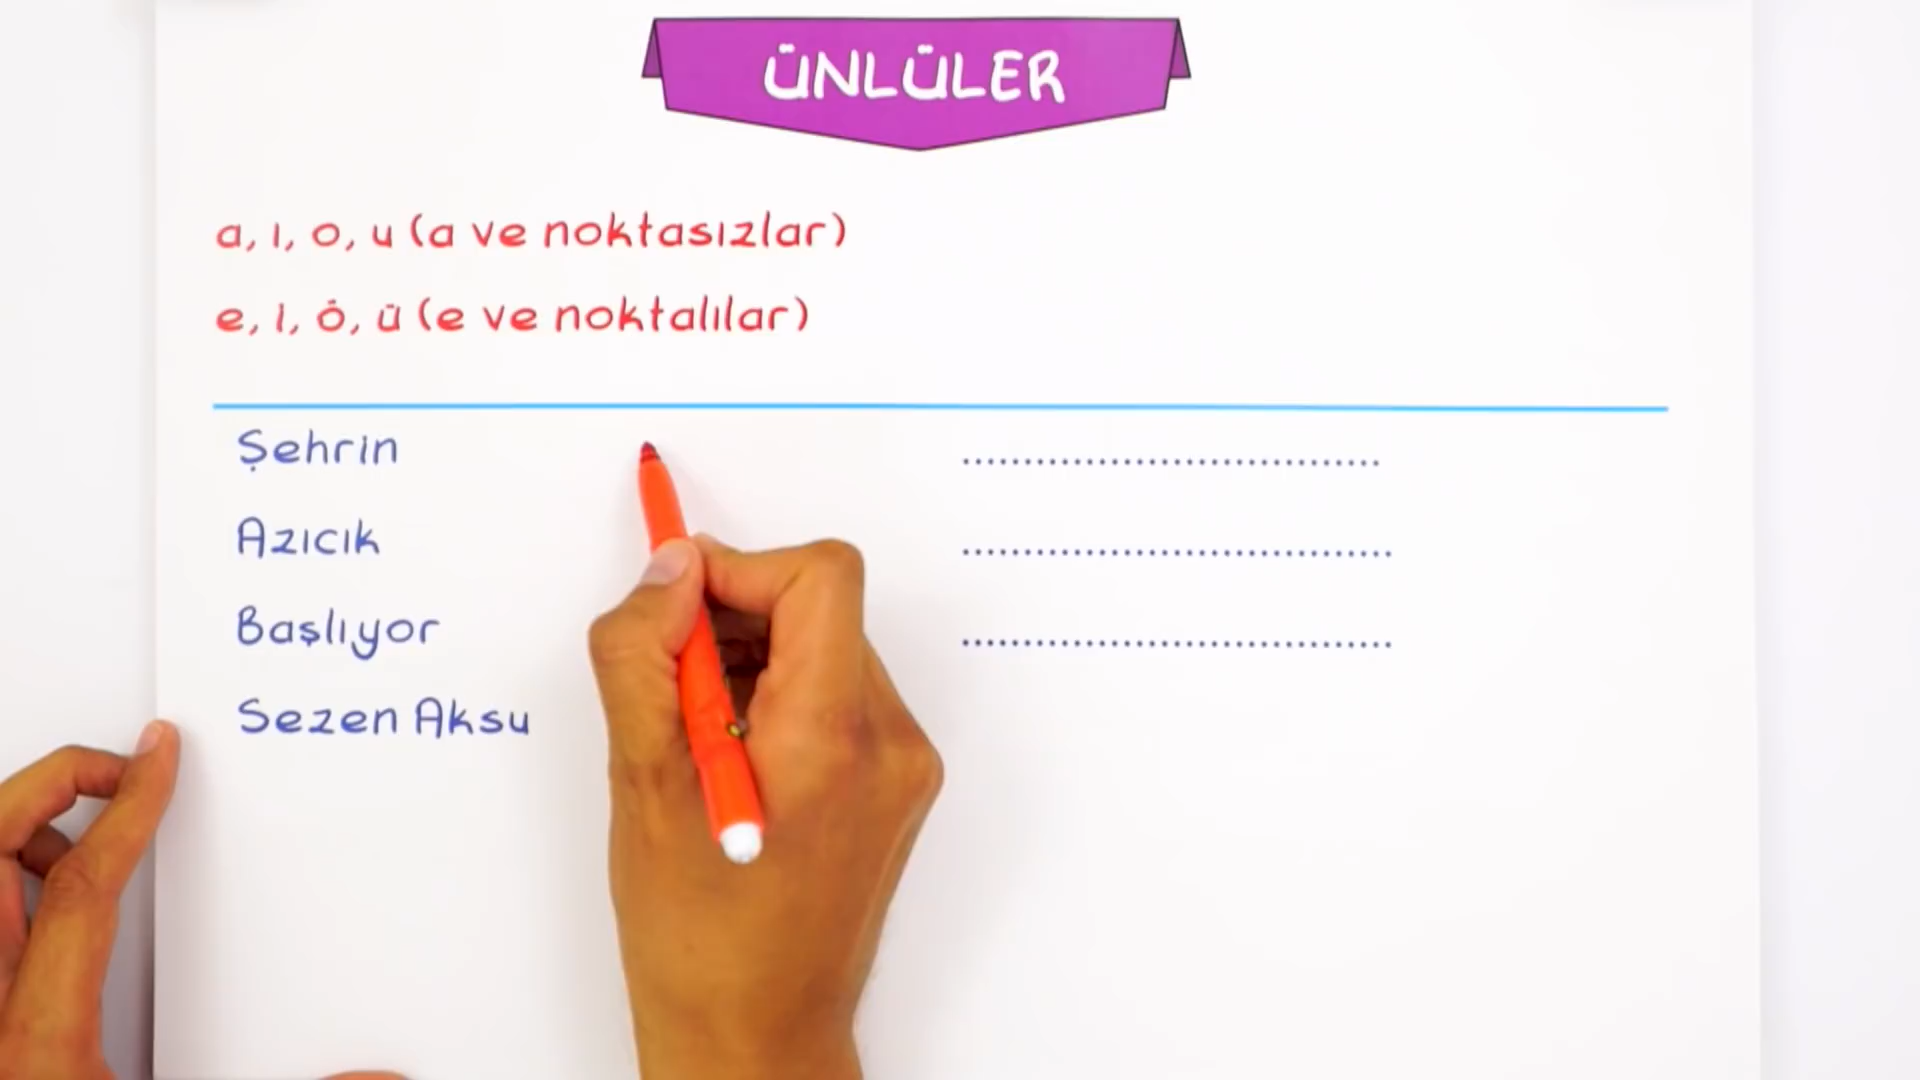 ÜNLÜLER
a, ı, o, u (a ve noktasızlar)
e, i, ö, ü (e ve noktalılar)
Şehrin ..................................
Azıcık ...................................
Başlıyor ...................................
Sezen Aksu